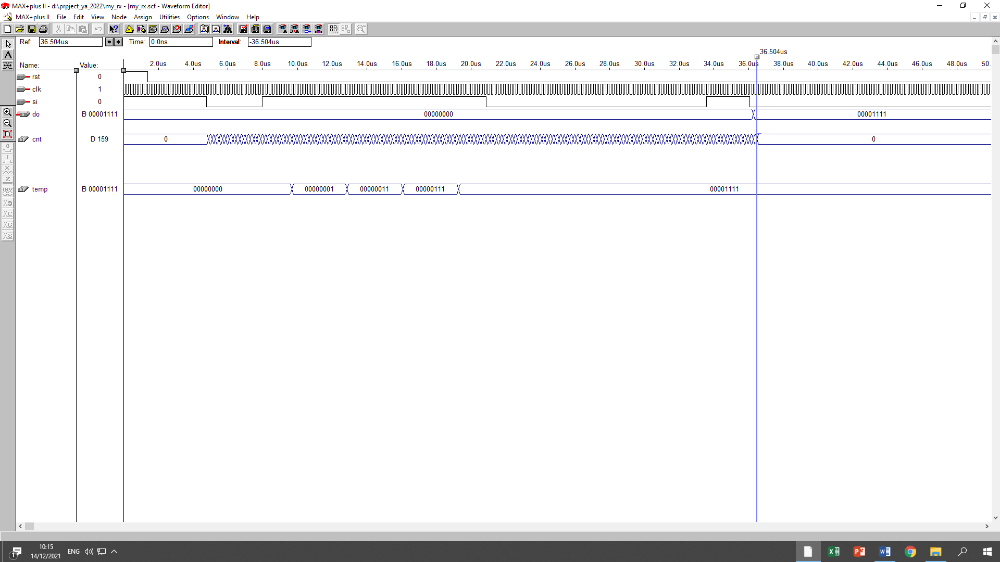 MAX+plus II - d:\prpject_ya_2022\my_rx - [my_rx.scf - Waveform Editor]
MAX+plus II File Edit View Node Assign Utilities Options Window Help
Ref: 36.504us Time: 0.0ns Interval: -36.504us
36.504us
Name: Value: 2.0us 4.0us 6.0us 8.0us 10.0us 12.0us 14.0us 16.0us 18.0us 20.0us 22.0us 24.0us 26.0us 28.0us 30.0us 32.0us 34.0us 36.0us 38.0us 40.0us 42.0us 44.0us 46.0us 48.0us 50.
rst 0
clk 1
si 0
do B 00001111 00000000 00001111
cnt D 159 0 0
temp B 00001111 00000000 00000001 00000011 00000111 00001111
10:15
ENG
14/12/2021